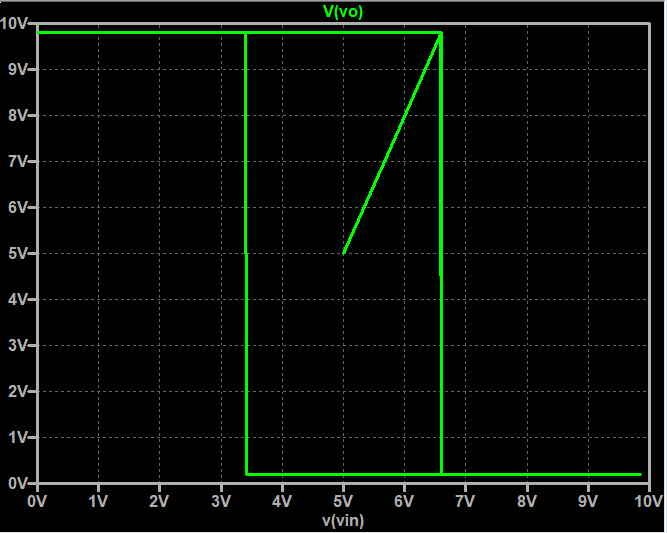 V(vo)
10V
9V
8V
7V
6V
5V
4V
3V
2V
1V
0V
0V 1V 2V 3V 4V 5V 6V 7V 8V 9V 10V
v(vin)